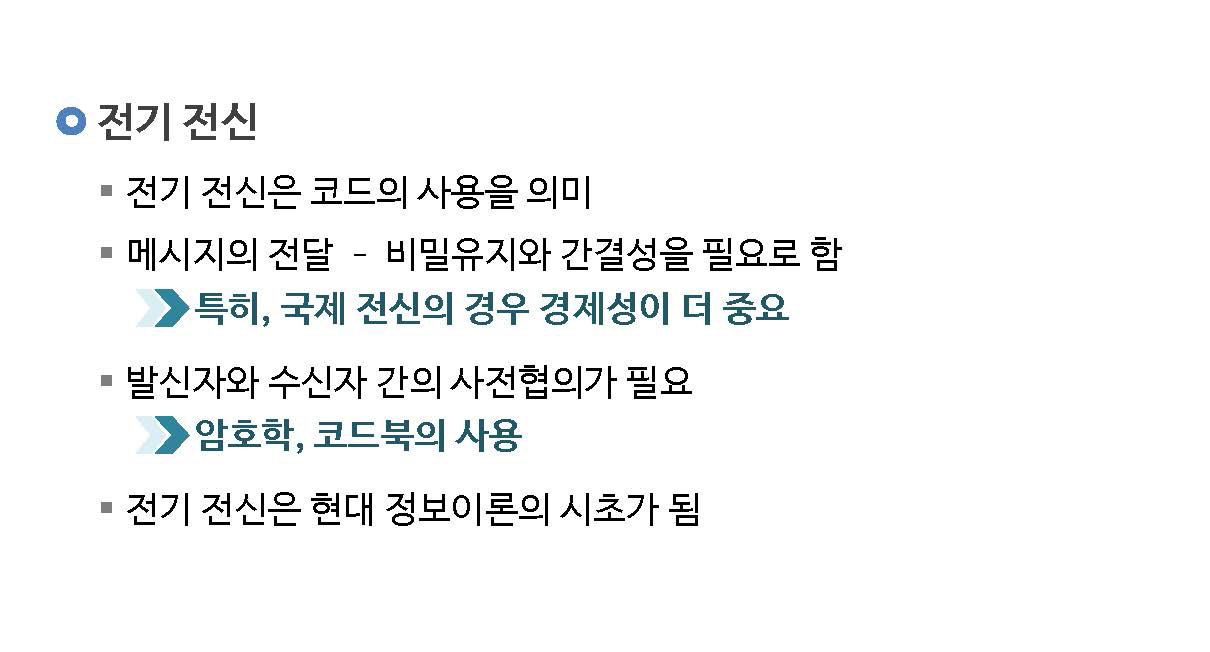 전기 전신
전기 전신은 코드의 사용을 의미
메시지의 전달 – 비밀유지와 간결성을 필요로 함
특히, 국제 전신의 경우 경제성이 더 중요
발신자와 수신자 간의 사전협의가 필요
암호학, 코드북의 사용
전기 전신은 현대 정보이론의 시초가 됨